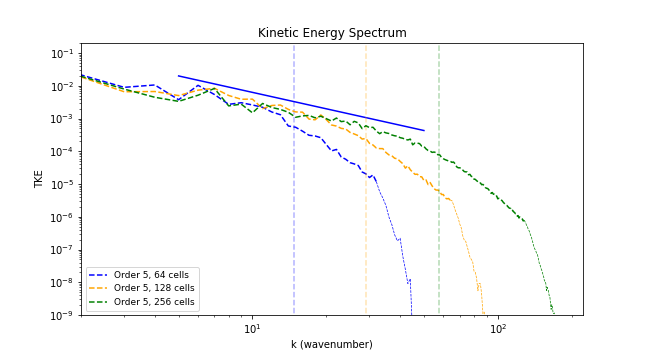 Kinetic Energy Spectrum
TKE
10⁻¹
10⁻²
10⁻³
10⁻⁴
10⁻⁵
10⁻⁶
10⁻⁷
10⁻⁸
10⁻⁹
Order 5, 64 cells
Order 5, 128 cells
Order 5, 256 cells
10¹
10²
k (wavenumber)